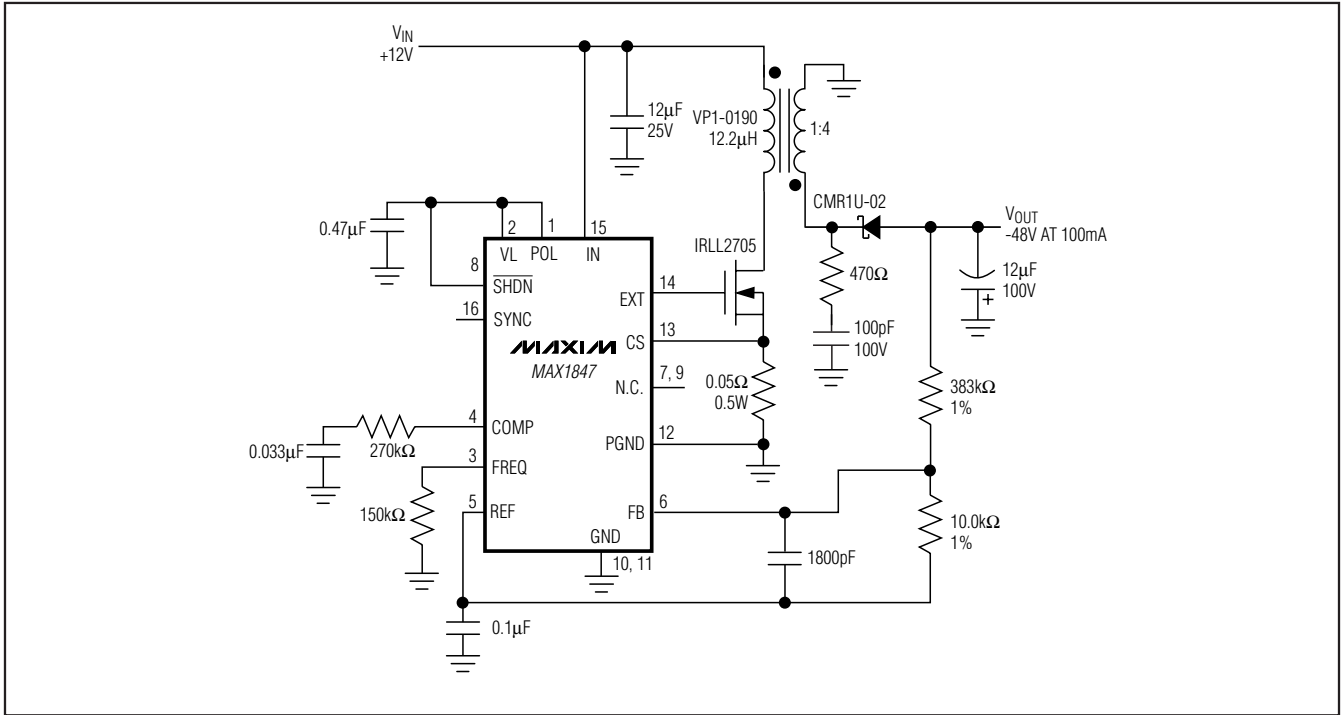 VIN
+12V
12µF
25V
VP1-0190
12.2µH
1:4
CMR1U-02
VOUT
-48V AT 100mA
0.47µF
2
1
15
VL
POL
IN
8
SHDN
16
SYNC
IRLL2705
EXT
14
470Ω
12µF
100V
+
MAXIM
MAX1847
CS
13
100pF
100V
N.C.
7, 9
0.05Ω
0.5W
383kΩ
1%
4
COMP
0.033µF
270kΩ
PGND
12
3
FREQ
150kΩ
5
REF
FB
6
10.0kΩ
1%
GND
10, 11
1800pF
0.1µF